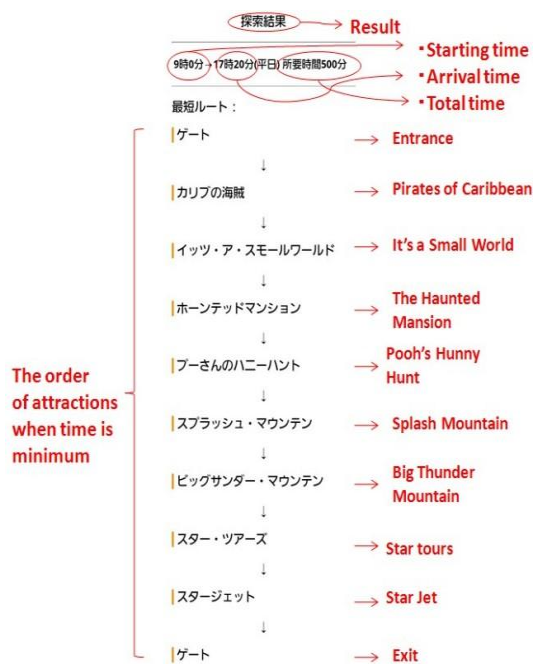 探索結果
Result
9時0分→17時20分(平日) 所要時間500分
・Starting time
・Arrival time
・Total time
最短ルート：
ゲート
Entrance
↓
カリブの海賊
Pirates of Caribbean
↓
イッツ・ア・スモールワールド
It's a Small World
↓
ホーンテッドマンション
The Haunted
Mansion
↓
プーさんのハニーハント
Pooh's Hunny
Hunt
↓
スプラッシュ・マウンテン
Splash Mountain
↓
ビッグサンダー・マウンテン
Big Thunder
Mountain
↓
スター・ツアーズ
Star tours
↓
スタージェット
Star Jet
↓
ゲート
Exit
The order
of attractions
when time is
minimum